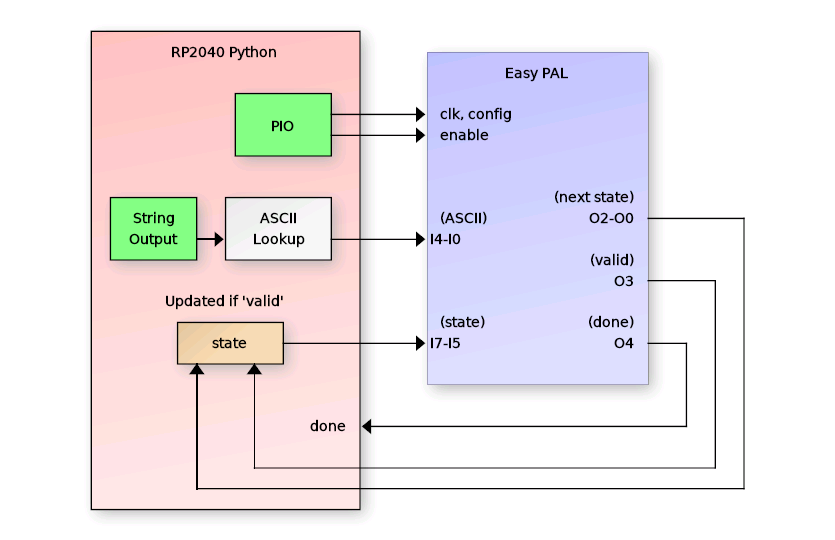 RP2040 Python
Easy PAL
PIO
clk, config
enable
(next state)
O2-O0
String
Output
ASCII
Lookup
(ASCII)
I4-I0
(valid)
O3
Updated if 'valid'
state
(state)
I7-I5
(done)
O4
done